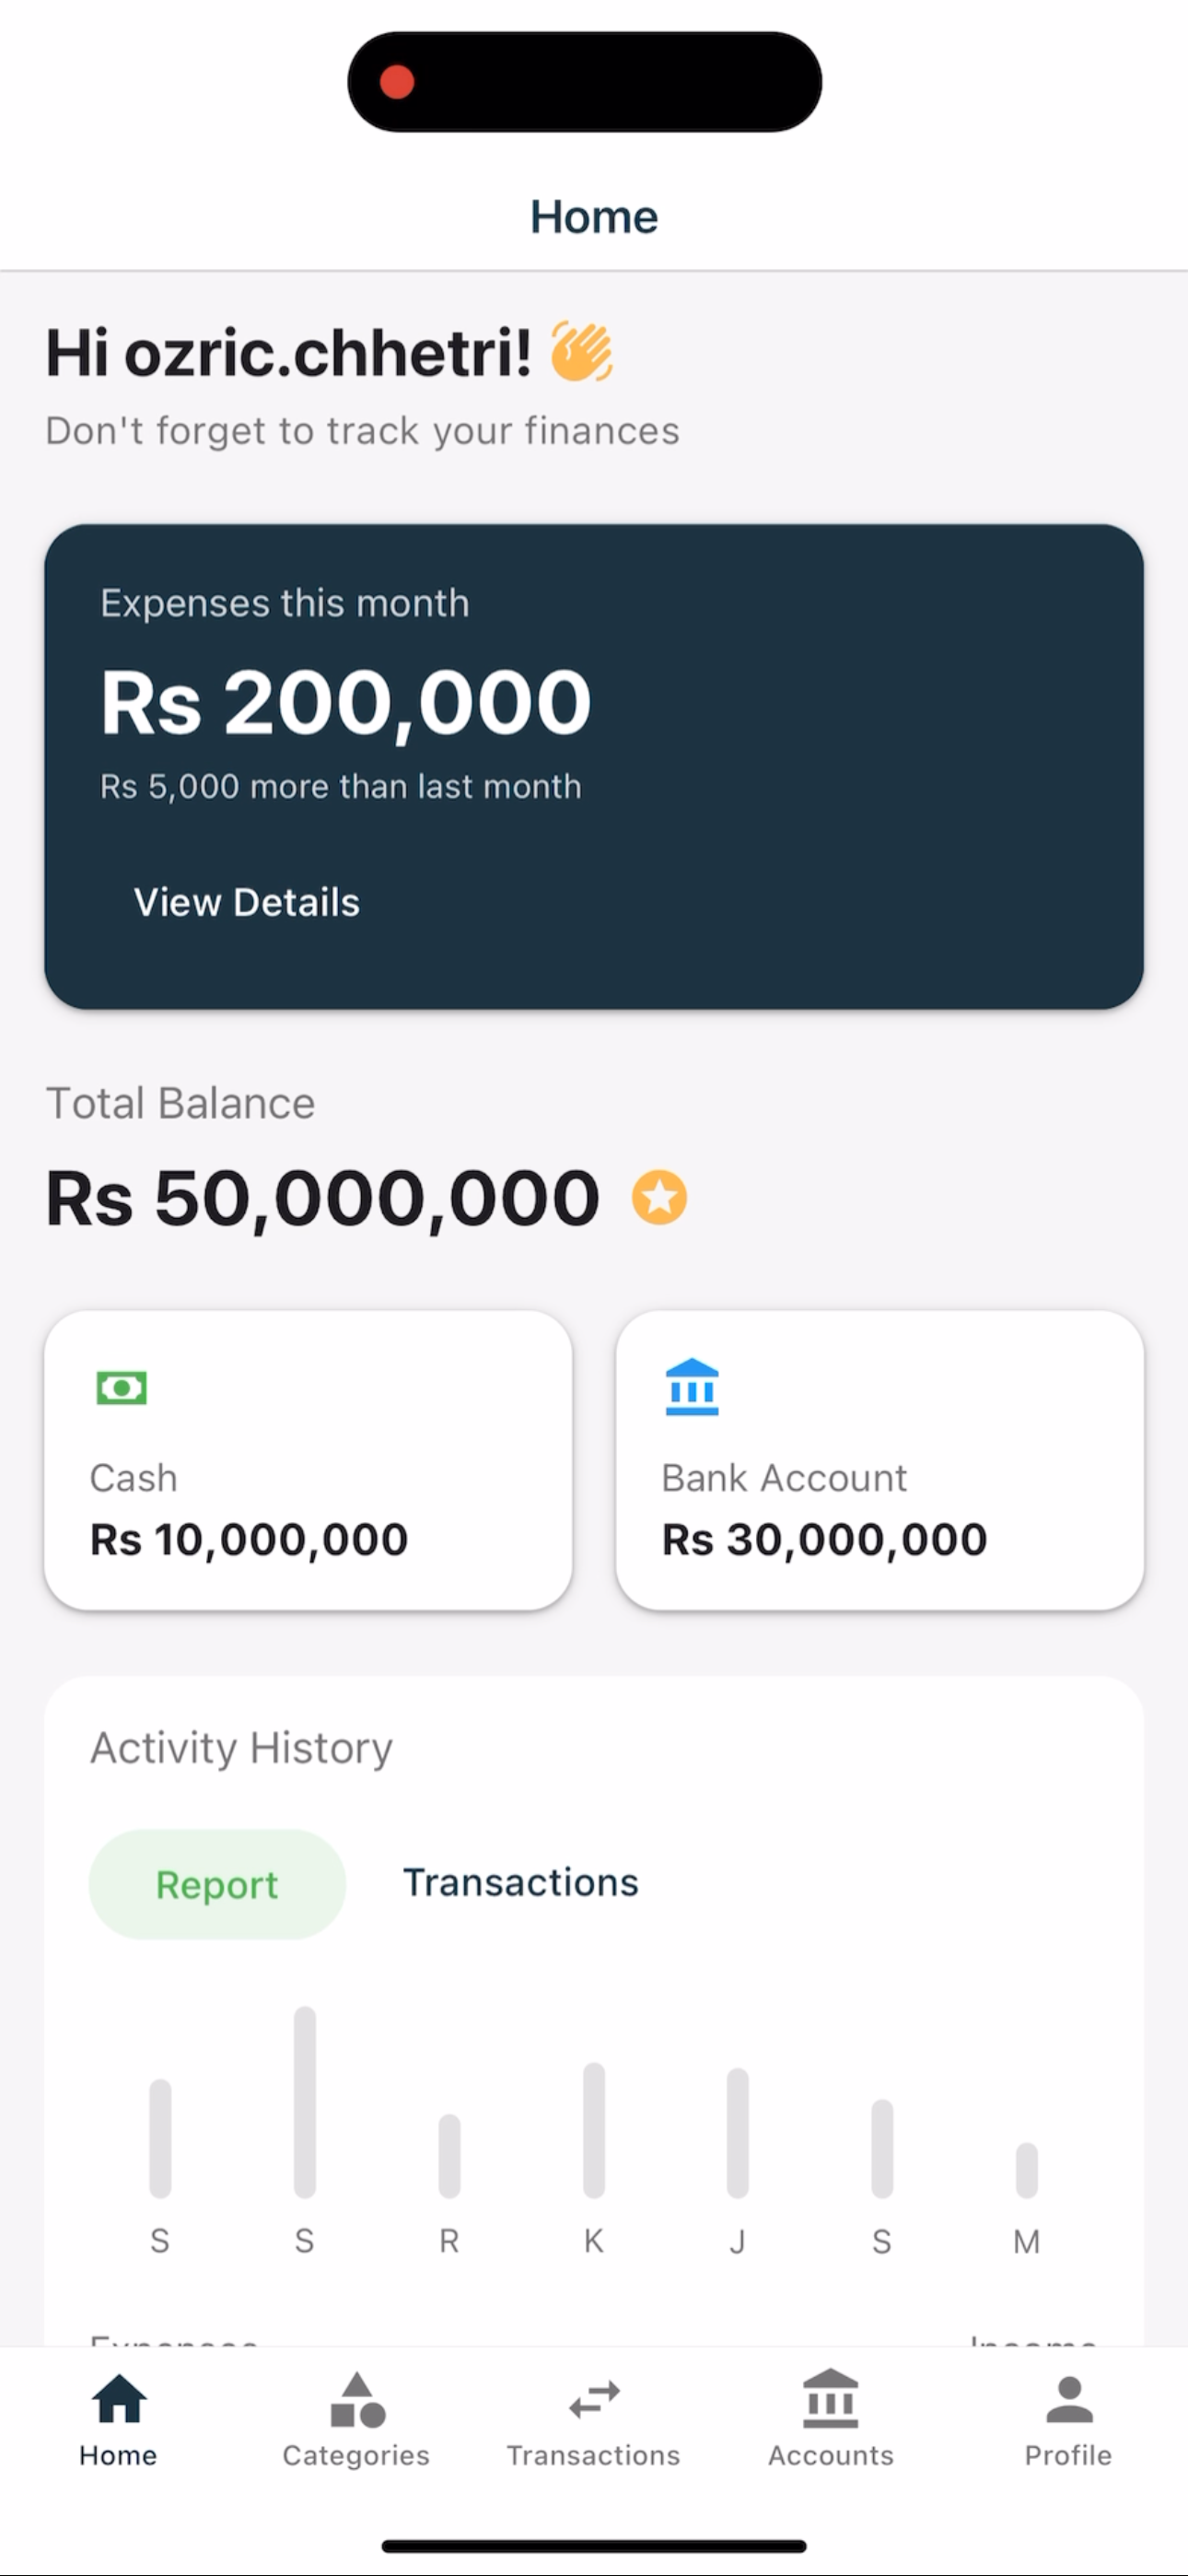 Home
Hi ozric.chhetri! 👋
Don't forget to track your finances
Expenses this month
Rs 200,000
Rs 5,000 more than last month
View Details
Total Balance
Rs 50,000,000
Cash
Rs 10,000,000
Bank Account
Rs 30,000,000
Activity History
Report Transactions
S S R K J S M
Expenses Income
Home Categories Transactions Accounts Profile